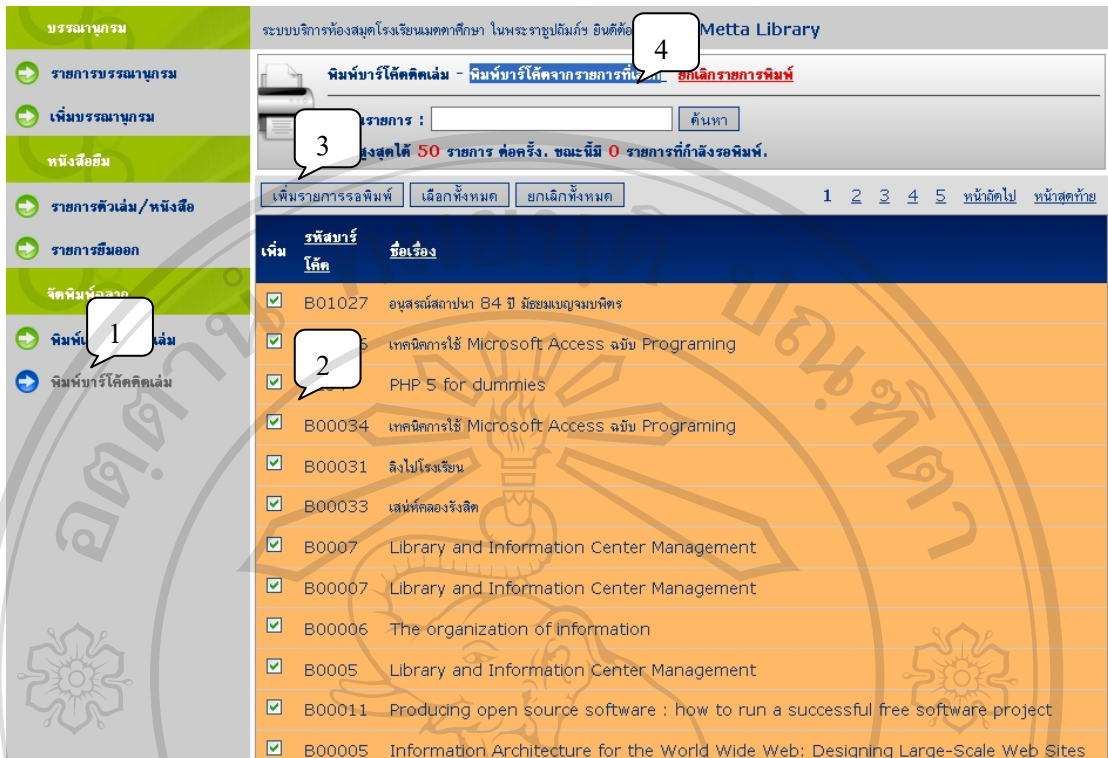 บรรณานุกรม
รายการบรรณานุกรม
เพิ่มบรรณานุกรม
หนังสือยืม
รายการตัวเล่ม/หนังสือ
รายการยืมออก
จัดพิมพ์ฉลาก
1
พิมพ์บาร์โค้ดติดเล่ม
ระบบบริการห้องสมุดโรงเรียนเมตตาศึกษา ในพระราชูปถัมภ์ฯ ยินดีต้อ
Metta Library
4
พิมพ์บาร์โค้ดติดเล่ม - พิมพ์บาร์โค้ดจากรายการที่ ยกเลิกรายการพิมพ์
รายการ : ค้นหา
3
สูงสุดได้ 50 รายการ ต่อครั้ง. ขณะนี้มี 0 รายการที่กำลังรอพิมพ์.
เพิ่มรายการรอพิมพ์ เลือกทั้งหมด ยกเลิกทั้งหมด 1 2 3 4 5 หน้าถัดไป หน้าสุดท้าย
เพิ่ม รหัสบาร์โค้ด ชื่อเรื่อง
B01027 อนุสรณ์สถาปนา 84 ปี มัธยมเบญจมบพิตร
เทคนิคการใช้ Microsoft Access ฉบับ Programing
2
PHP 5 for dummies
B00034 เทคนิคการใช้ Microsoft Access ฉบับ Programing
B00031 ลิงไปโรงเรียน
B00033 เสน่ห์คลองรังสิต
B0007 Library and Information Center Management
B00007 Library and Information Center Management
B00006 The organization of information
B0005 Library and Information Center Management
B00011 Producing open source software : how to run a successful free software project
B00005 Information Architecture for the World Wide Web: Designing Large-Scale Web Sites